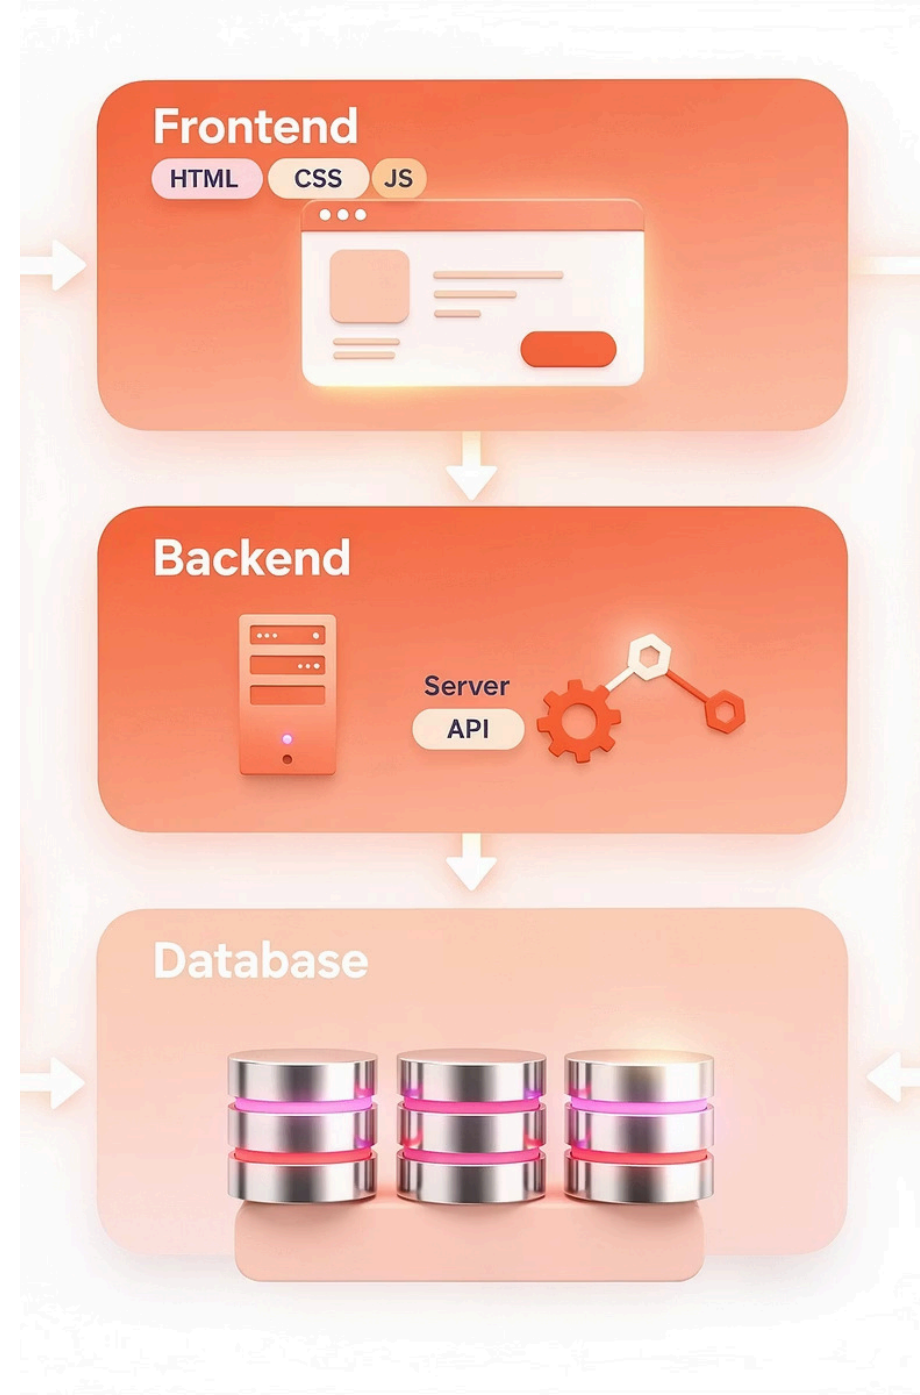 Frontend
HTML CSS JS
Backend
Server
API
Database